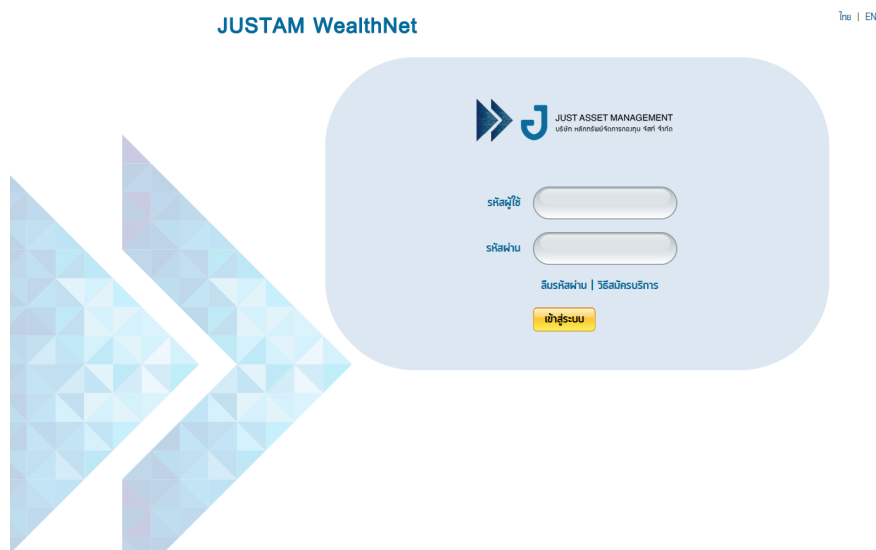 JUSTAM WealthNet
ไทย | EN
JUST ASSET MANAGEMENT
บริษัท หลักทรัพย์จัดการกองทุน จัสท์ จำกัด
รหัสผู้ใช้
รหัสผ่าน
ลืมรหัสผ่าน | วิธีสมัครบริการ
เข้าสู่ระบบ